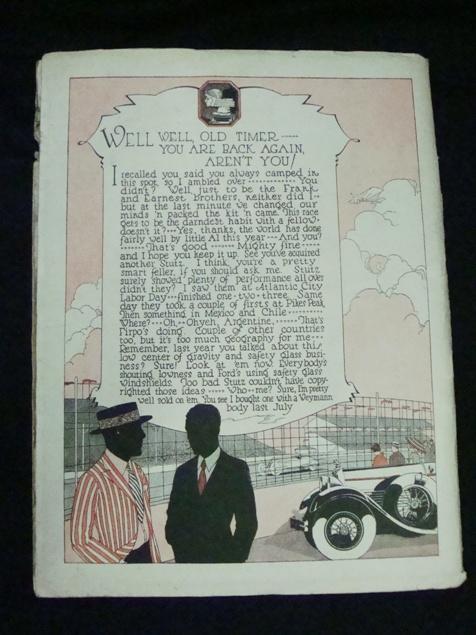 WELL WELL, OLD TIMER----
YOU ARE BACK AGAIN,
AREN'T YOU!
I recalled you said you always camped in
this spot, so I ambled over----------You
didn't? Well, just to be the Frank
and Earnest Brothers, neither did I--
but at the last minute we changed our
minds 'n packed the kit 'n came. This race
gets to be the darndest habit with a fellow-
doesn't it?---Yes, thanks, the world has done
fairly well by little Al this year---And you?
-------That's good------Mighty fine----
and I hope you keep it up. See you've acquired
another Stutz. I think you're a pretty
smart feller, if you should ask me. Stutz
surely showed plenty of performance all over
didn't they? I saw them at Atlantic City
Labor Day---finished one-two-three. Same
day they took a couple of firsts at Pikes Peak.
Then something in Mexico and Chile--------
Where?---Oh---Ohyeh, Argentine,-----That's
Firpo's doing. Couple of other countries
too, but it's too much geography for me---
Remember, last year you talked about this
low center of gravity and safety glass busi-
ness? Sure! Look at 'em now. Everybody's
shouting lowness and Ford's using safety glass
windshields. Too bad Stutz couldn't have copy-
righted those ideas----Who--me? Sure, I'm pretty
well sold on 'em. You see I bought one with a Weymann
body last July